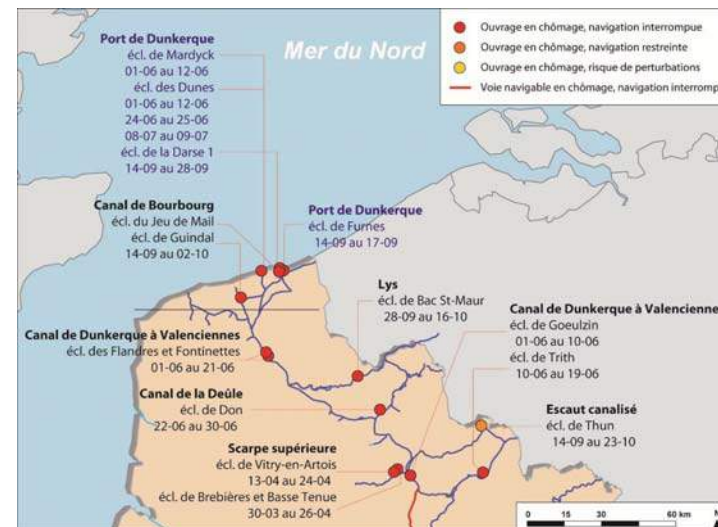 Port de Dunkerque
écl. de Mardyck
01-06 au 12-06
écl. des Dunes
01-06 au 12-06
24-06 au 25-06
08-07 au 09-07
écl. de la Darse 1
14-09 au 28-09
Mer du Nord
Ouvrage en chômage, navigation interrompue
Ouvrage en chômage, navigation restreinte
Ouvrage en chômage, risque de perturbations
Voie navigable en chômage, navigation interromp
Canal de Bourbourg
écl. du Jeu de Mail
écl. de Guindal
14-09 au 02-10
Port de Dunkerque
écl. de Furnes
14-09 au 17-09
Lys
écl. de Bac St-Maur
28-09 au 16-10
Canal de Dunkerque à Valencienne
écl. de Goeulzin
01-06 au 10-06
écl. de Trith
10-06 au 19-06
Canal de Dunkerque à Valenciennes
écl. des Flandres et Fontinettes
01-06 au 21-06
Canal de la Deûle
écl. de Don
22-06 au 30-06
Escaut canalisé
écl. de Thun
14-09 au 23-10
Scarpe supérieure
écl. de Vitry-en-Artois
13-04 au 24-04
écl. de Brebières et Basse Tenue
30-03 au 26-04
0 15 30 60 km